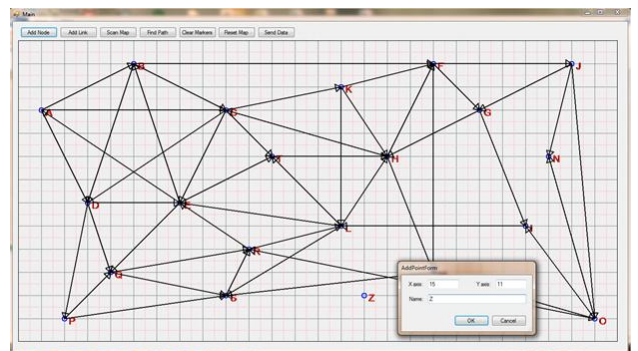 Main
Add Node Add Link Scan Map Find Path Clear Markers Reset Map Send Data
B F J
K
A G
H N
D
L
R
AddPointForm
X axis: 15 Y axis: 11
Z
Name: Z
P O
OK Cancel